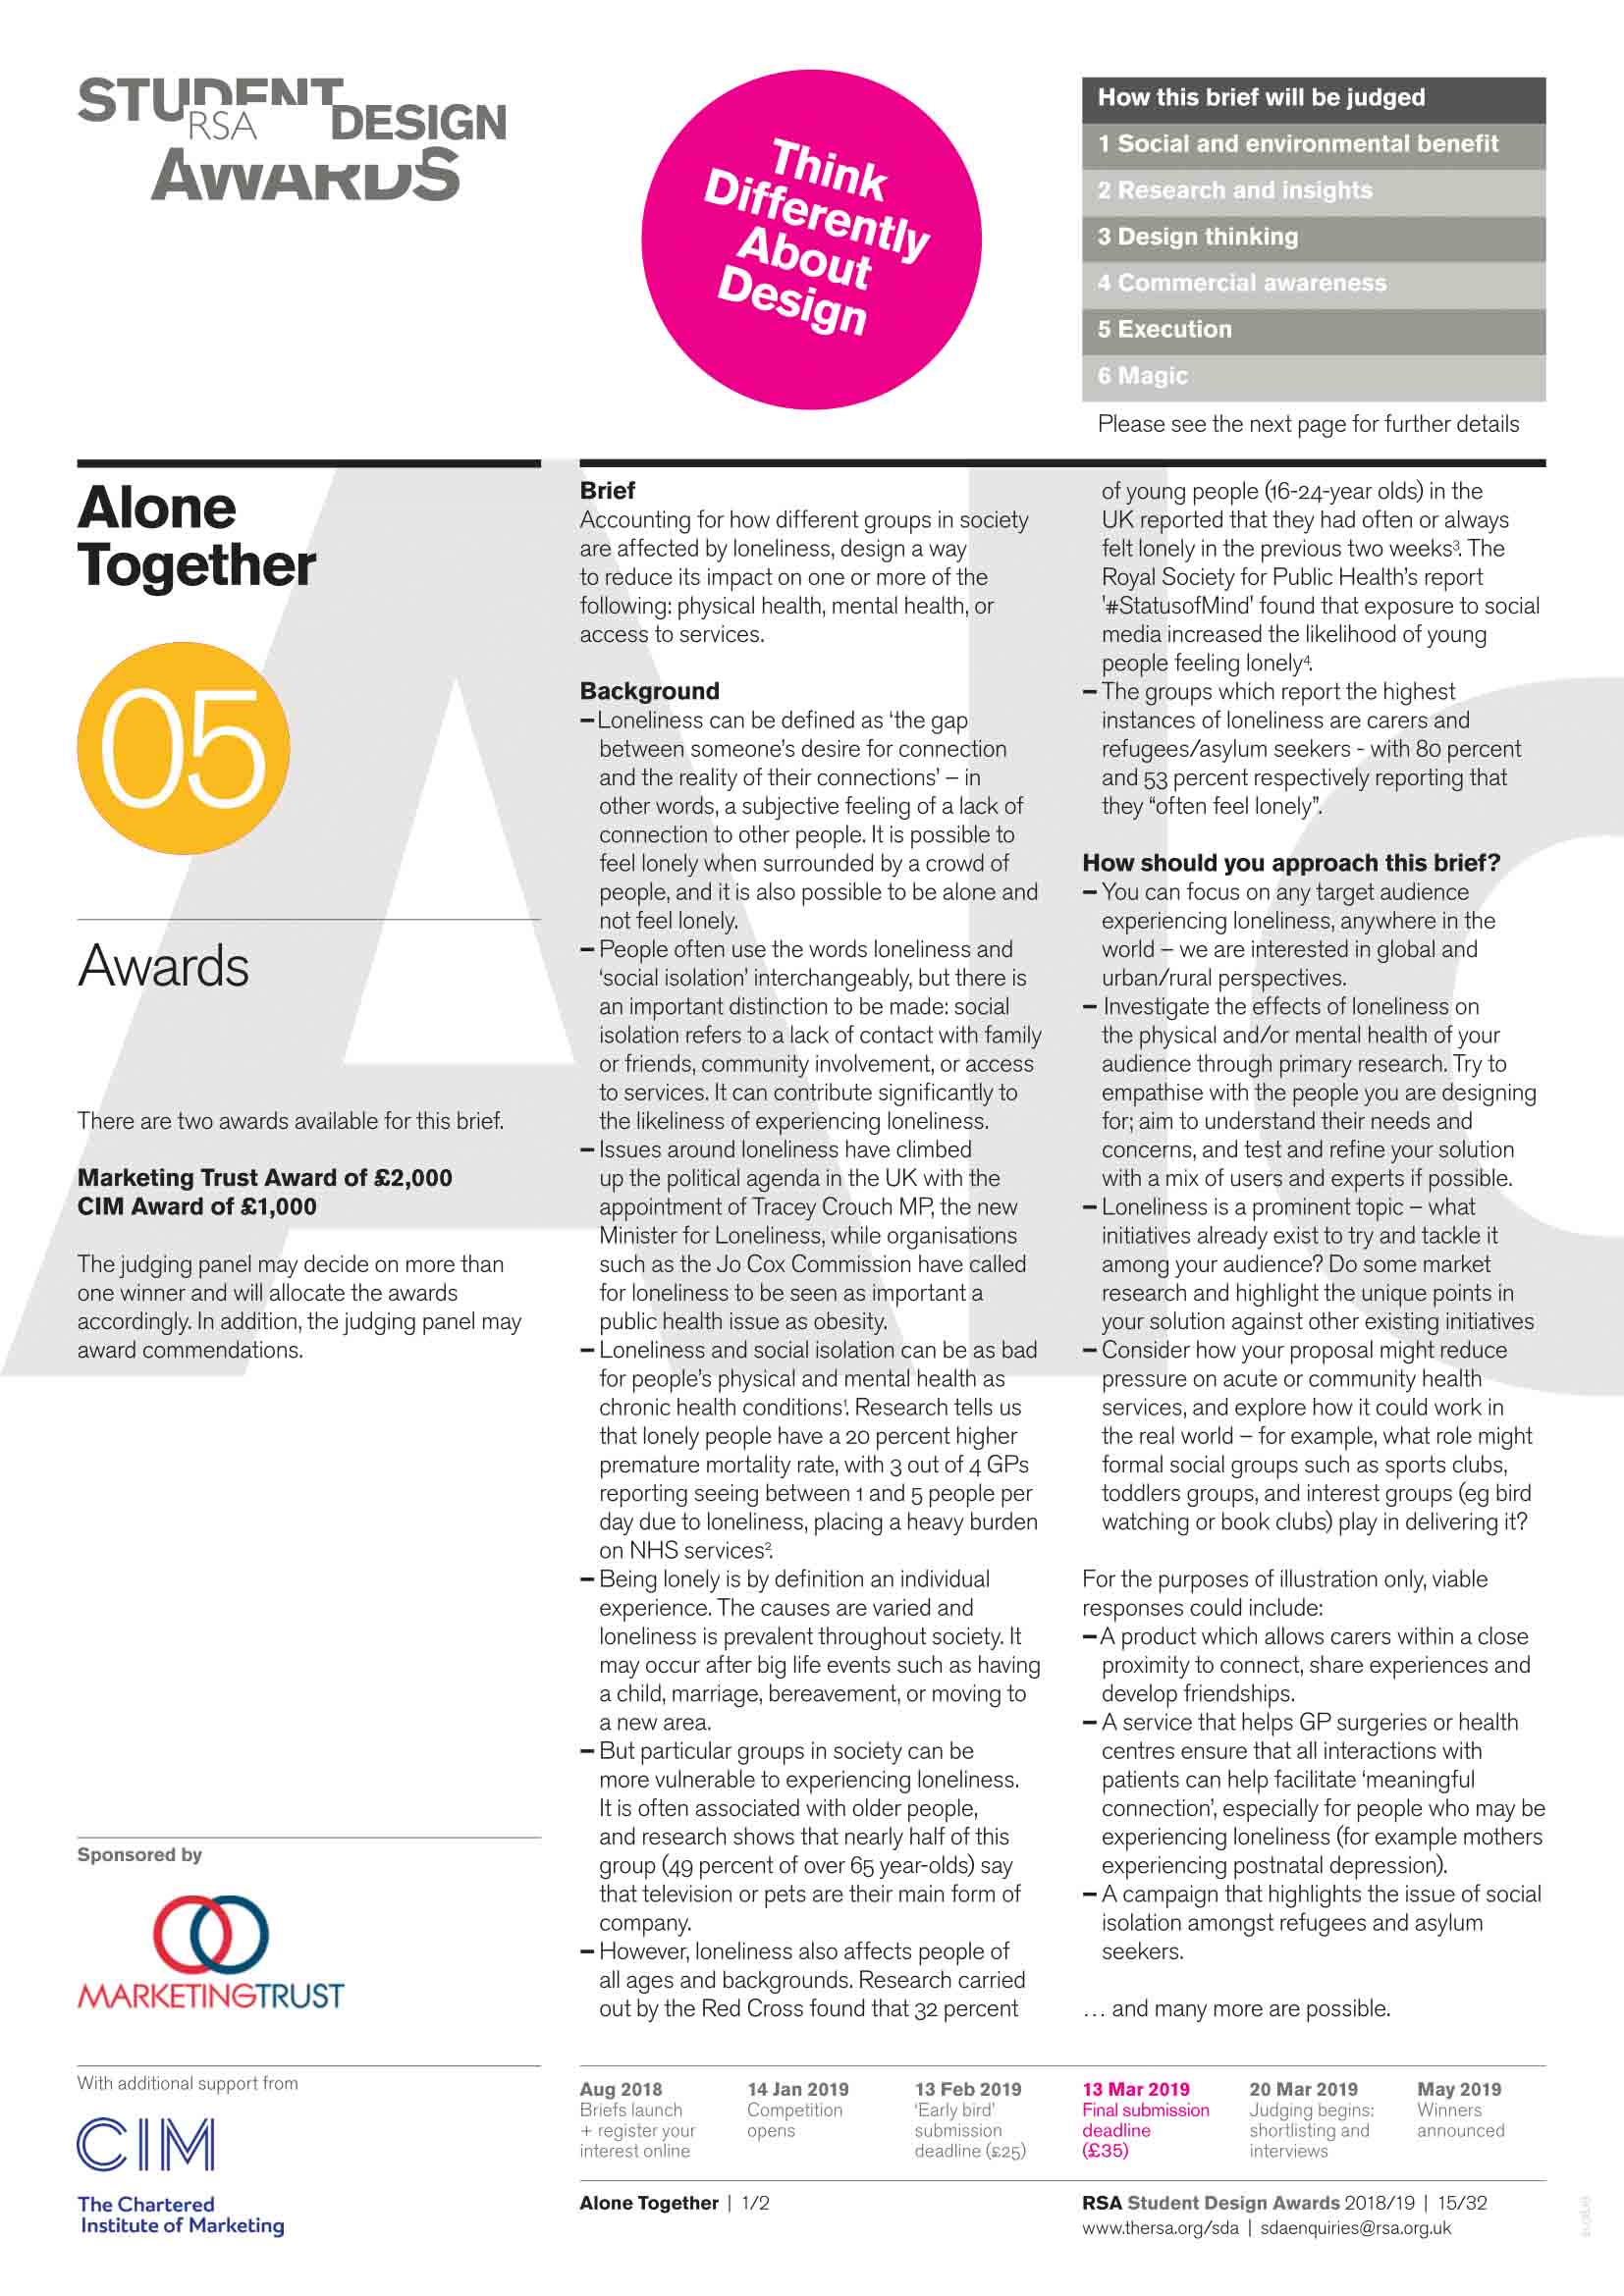 STUDENT
RSA DESIGN
AWARDS
Think
Differently
About
Design
How this brief will be judged
1 Social and environmental benefit
2 Research and insights
3 Design thinking
4 Commercial awareness
5 Execution
6 Magic
Please see the next page for further details
Alone
Together
05
Awards
There are two awards available for this brief.
Marketing Trust Award of £2,000
CIM Award of £1,000
The judging panel may decide on more than
one winner and will allocate the awards
accordingly. In addition, the judging panel may
award commendations.
Sponsored by
MARKETINGTRUST
With additional support from
CIM
The Chartered
Institute of Marketing
Brief
Accounting for how different groups in society
are affected by loneliness, design a way
to reduce its impact on one or more of the
following: physical health, mental health, or
access to services.
Background
– Loneliness can be defined as ‘the gap
between someone's desire for connection
and the reality of their connections’ – in
other words, a subjective feeling of a lack of
connection to other people. It is possible to
feel lonely when surrounded by a crowd of
people, and it is also possible to be alone and
not feel lonely.
– People often use the words loneliness and
‘social isolation’ interchangeably, but there is
an important distinction to be made: social
isolation refers to a lack of contact with family
or friends, community involvement, or access
to services. It can contribute significantly to
the likeliness of experiencing loneliness.
– Issues around loneliness have climbed
up the political agenda in the UK with the
appointment of Tracey Crouch MP, the new
Minister for Loneliness, while organisations
such as the Jo Cox Commission have called
for loneliness to be seen as important a
public health issue as obesity.
– Loneliness and social isolation can be as bad
for people's physical and mental health as
chronic health conditions¹. Research tells us
that lonely people have a 20 percent higher
premature mortality rate, with 3 out of 4 GPs
reporting seeing between 1 and 5 people per
day due to loneliness, placing a heavy burden
on NHS services².
– Being lonely is by definition an individual
experience. The causes are varied and
loneliness is prevalent throughout society. It
may occur after big life events such as having
a child, marriage, bereavement, or moving to
a new area.
– But particular groups in society can be
more vulnerable to experiencing loneliness.
It is often associated with older people,
and research shows that nearly half of this
group (49 percent of over 65 year-olds) say
that television or pets are their main form of
company.
– However, loneliness also affects people of
all ages and backgrounds. Research carried
out by the Red Cross found that 32 percent
of young people (16-24-year olds) in the
UK reported that they had often or always
felt lonely in the previous two weeks³. The
Royal Society for Public Health's report
'#StatusofMind' found that exposure to social
media increased the likelihood of young
people feeling lonely⁴.
– The groups which report the highest
instances of loneliness are carers and
refugees/asylum seekers - with 80 percent
and 53 percent respectively reporting that
they “often feel lonely”.
How should you approach this brief?
– You can focus on any target audience
experiencing loneliness, anywhere in the
world – we are interested in global and
urban/rural perspectives.
– Investigate the effects of loneliness on
the physical and/or mental health of your
audience through primary research. Try to
empathise with the people you are designing
for; aim to understand their needs and
concerns, and test and refine your solution
with a mix of users and experts if possible.
– Loneliness is a prominent topic – what
initiatives already exist to try and tackle it
among your audience? Do some market
research and highlight the unique points in
your solution against other existing initiatives
– Consider how your proposal might reduce
pressure on acute or community health
services, and explore how it could work in
the real world – for example, what role might
formal social groups such as sports clubs,
toddlers groups, and interest groups (eg bird
watching or book clubs) play in delivering it?
For the purposes of illustration only, viable
responses could include:
– A product which allows carers within a close
proximity to connect, share experiences and
develop friendships.
– A service that helps GP surgeries or health
centres ensure that all interactions with
patients can help facilitate ‘meaningful
connection’, especially for people who may be
experiencing loneliness (for example mothers
experiencing postnatal depression).
– A campaign that highlights the issue of social
isolation amongst refugees and asylum
seekers.
… and many more are possible.
Aug 2018
Briefs launch
+ register your
interest online
14 Jan 2019
Competition
opens
13 Feb 2019
‘Early bird’
submission
deadline (£25)
13 Mar 2019
Final submission
deadline
(£35)
20 Mar 2019
Judging begins:
shortlisting and
interviews
May 2019
Winners
announced
Alone Together | 1/2
RSA Student Design Awards 2018/19 | 15/32
www.thersa.org/sda | sdaenquiries@rsa.org.uk